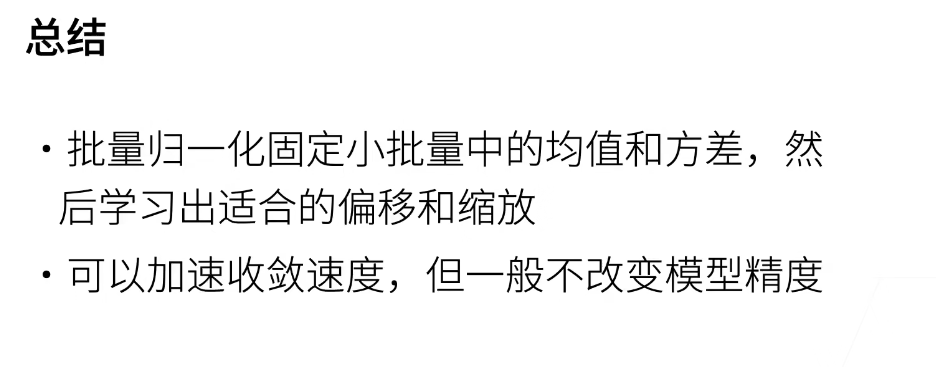 总结
• 批量归一化固定小批量中的均值和方差，然
后学习出适合的偏移和缩放
• 可以加速收敛速度，但一般不改变模型精度